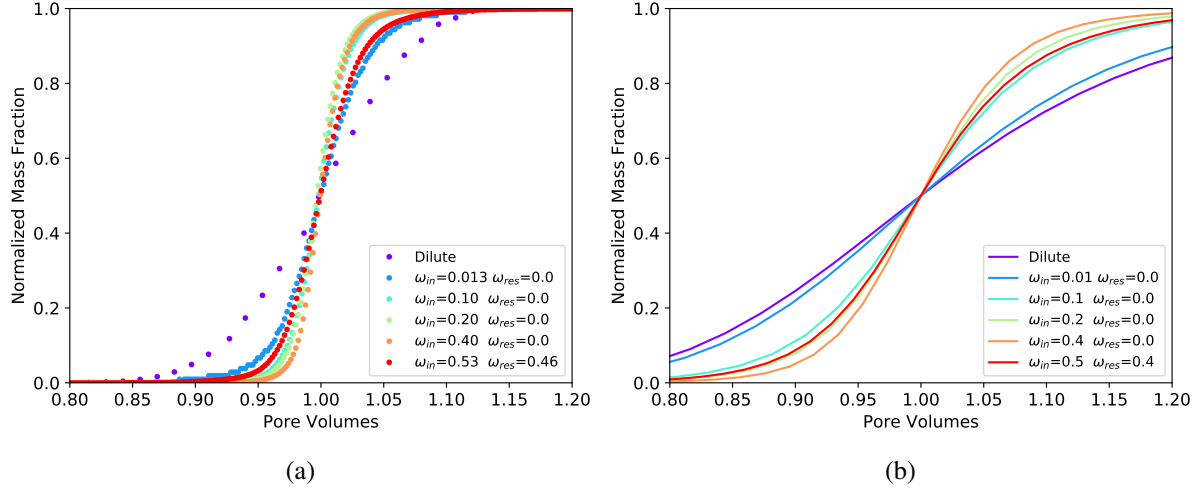 1.0
0.8
0.6
0.4
0.2
0.0
Normalized Mass Fraction
Dilute
ω_in=0.013 ω_res=0.0
ω_in=0.10 ω_res=0.0
ω_in=0.20 ω_res=0.0
ω_in=0.40 ω_res=0.0
ω_in=0.53 ω_res=0.46
0.80 0.85 0.90 0.95 1.00 1.05 1.10 1.15 1.20
Pore Volumes
(a)
1.0
0.8
0.6
0.4
0.2
0.0
Normalized Mass Fraction
Dilute
ω_in=0.01 ω_res=0.0
ω_in=0.1 ω_res=0.0
ω_in=0.2 ω_res=0.0
ω_in=0.4 ω_res=0.0
ω_in=0.5 ω_res=0.4
0.80 0.85 0.90 0.95 1.00 1.05 1.10 1.15 1.20
Pore Volumes
(b)